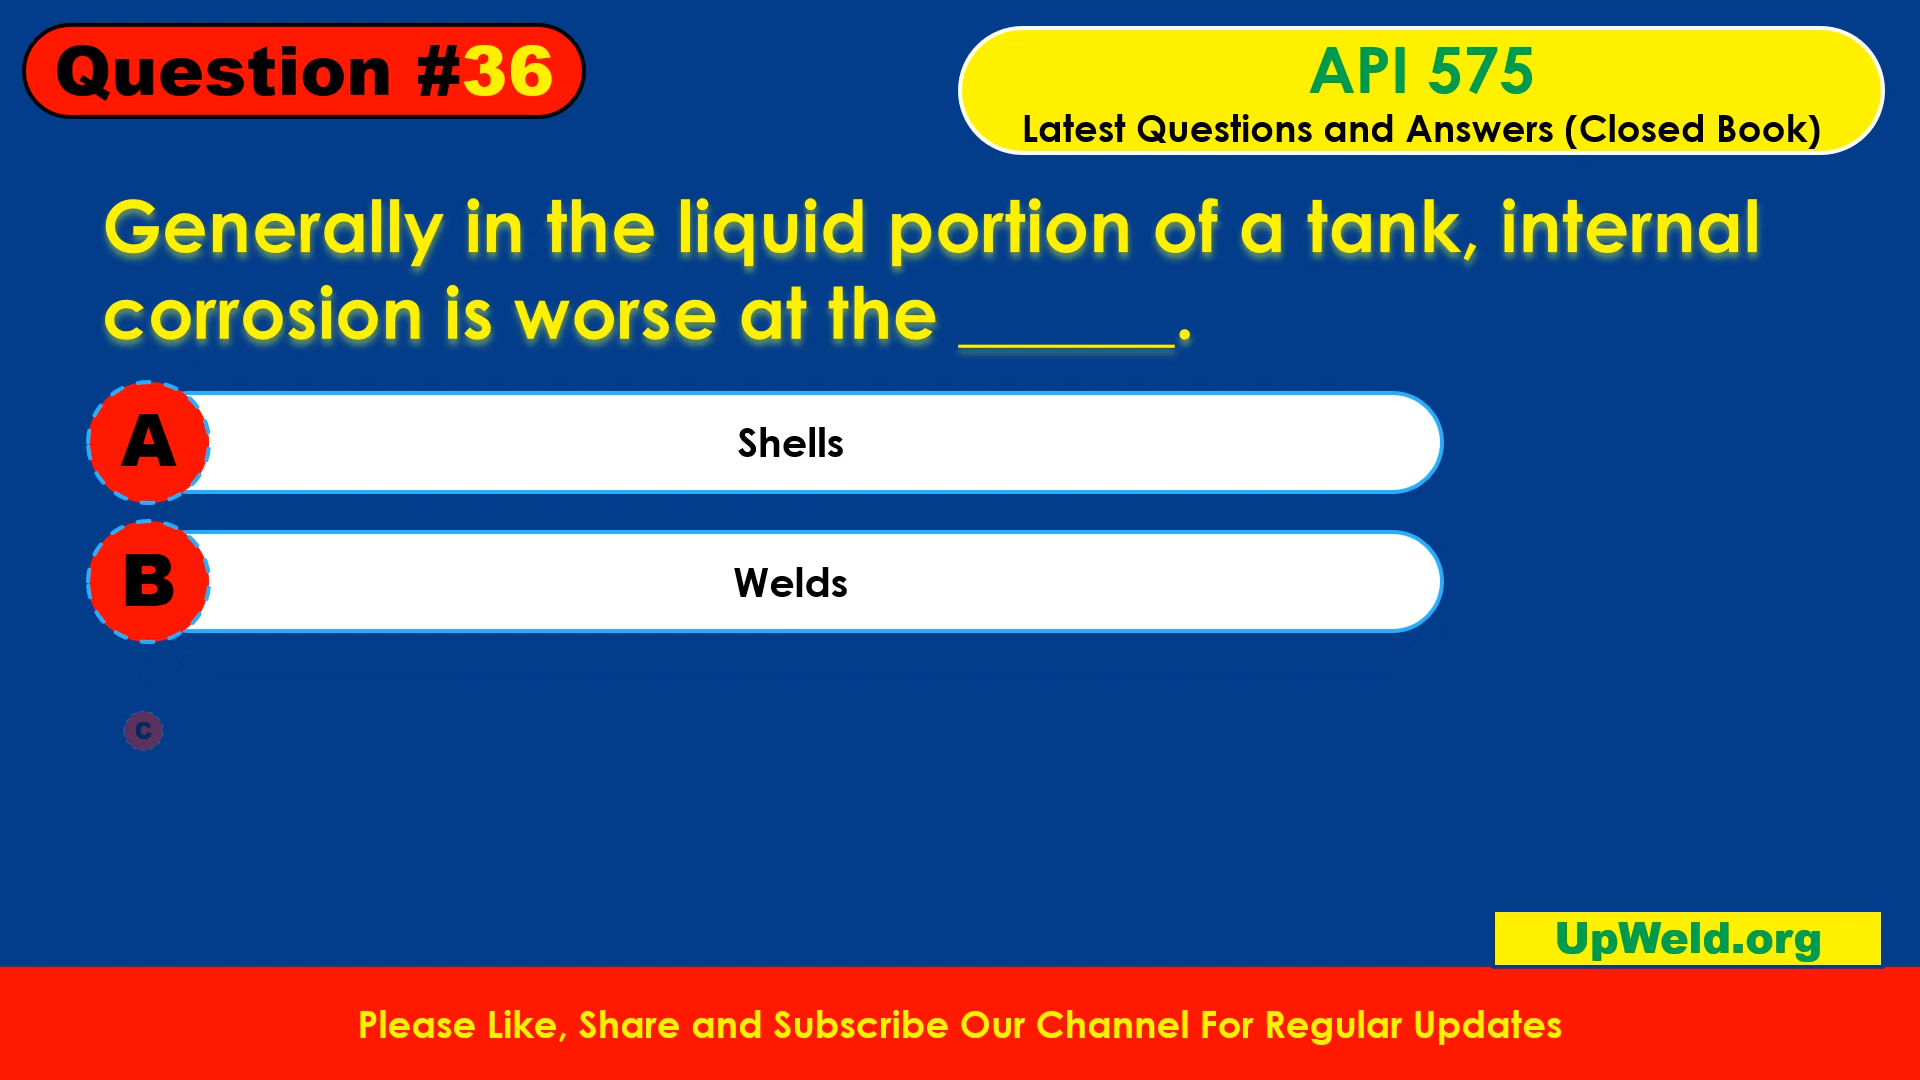 Question #36
API 575
Latest Questions and Answers (Closed Book)
Generally in the liquid portion of a tank, internal
corrosion is worse at the _______.
A
Shells
B
Welds
C
UpWeld.org
Please Like, Share and Subscribe Our Channel For Regular Updates